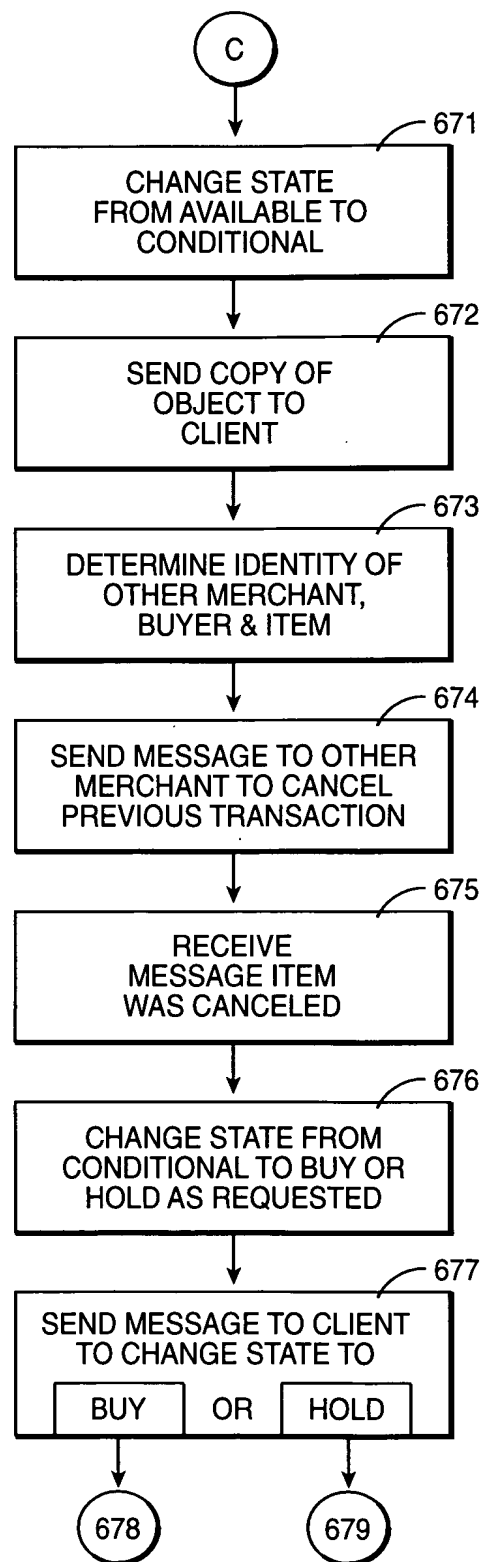 C
671
CHANGE STATE
FROM AVAILABLE TO
CONDITIONAL
672
SEND COPY OF
OBJECT TO
CLIENT
673
DETERMINE IDENTITY OF
OTHER MERCHANT,
BUYER & ITEM
674
SEND MESSAGE TO OTHER
MERCHANT TO CANCEL
PREVIOUS TRANSACTION
675
RECEIVE
MESSAGE ITEM
WAS CANCELED
676
CHANGE STATE FROM
CONDITIONAL TO BUY OR
HOLD AS REQUESTED
677
SEND MESSAGE TO CLIENT
TO CHANGE STATE TO
BUY OR HOLD
678 679